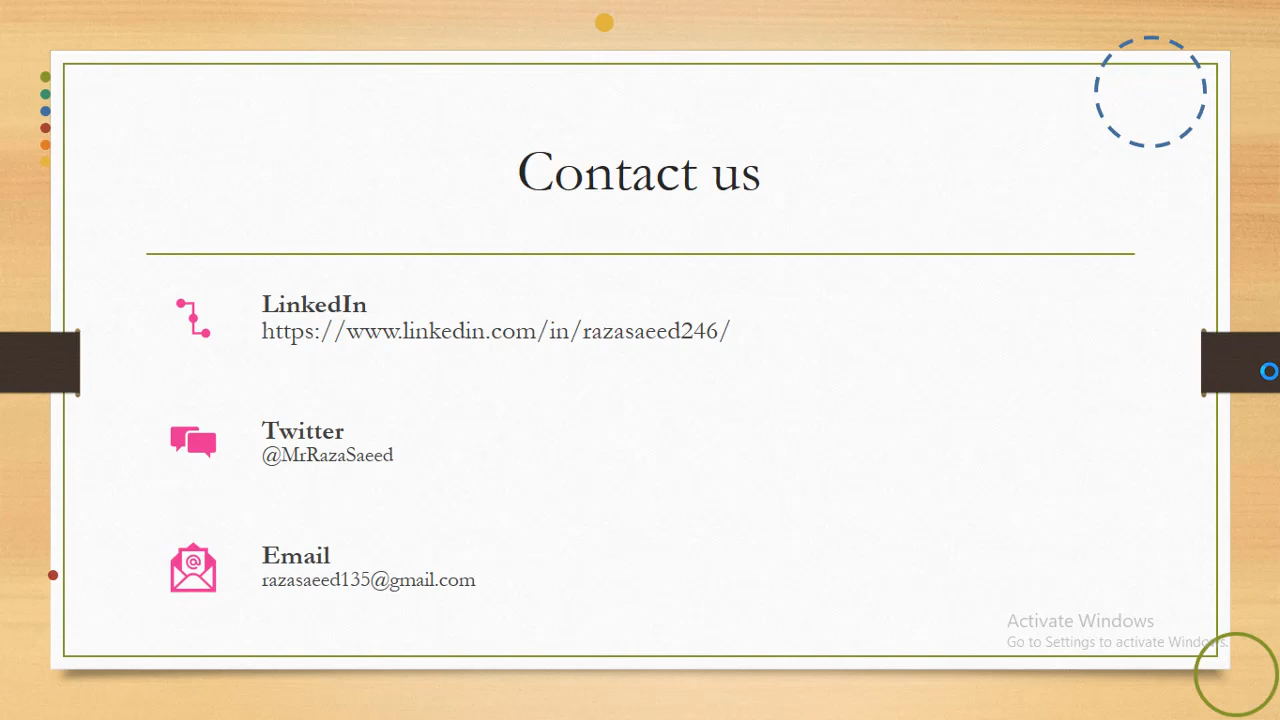 Contact us
LinkedIn
https://www.linkedin.com/in/razasaeed246/
Twitter
@MrRazaSaeed
Email
razasaeed135@gmail.com
Activate Windows
Go to Settings to activate Windows.